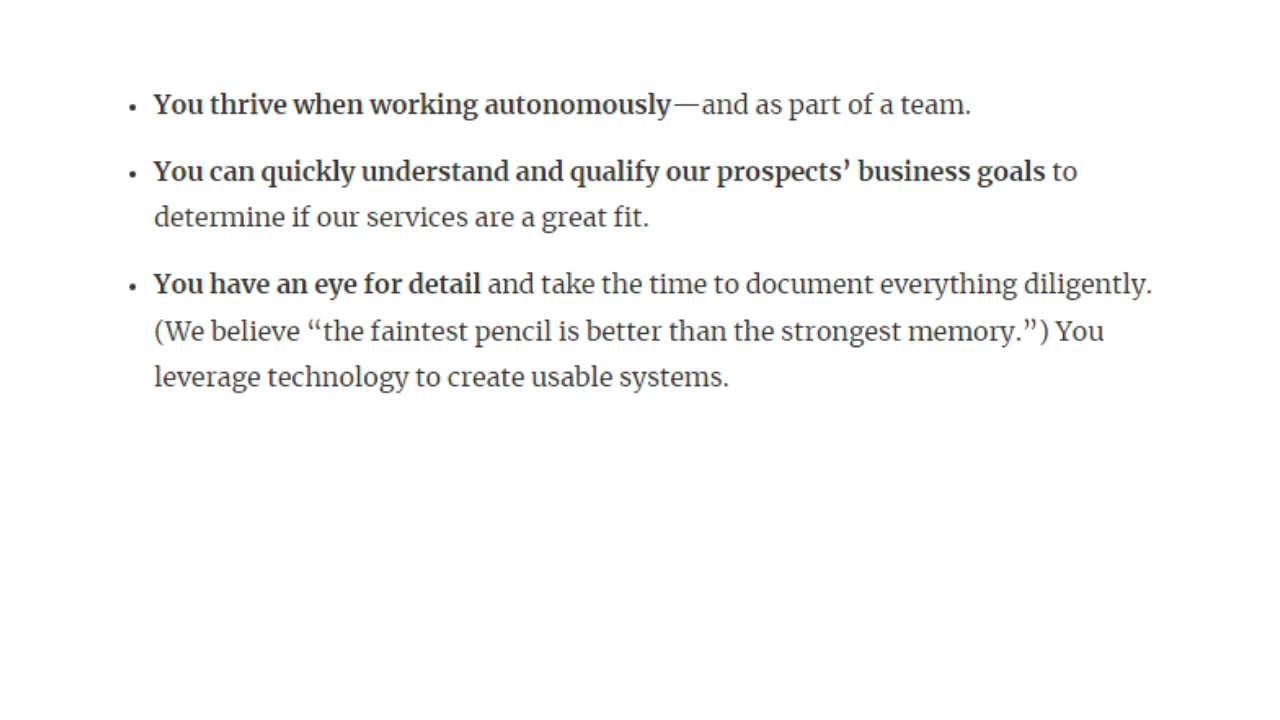 • You thrive when working autonomously—and as part of a team.
• You can quickly understand and qualify our prospects’ business goals to
determine if our services are a great fit.
• You have an eye for detail and take the time to document everything diligently.
(We believe “the faintest pencil is better than the strongest memory.”) You
leverage technology to create usable systems.